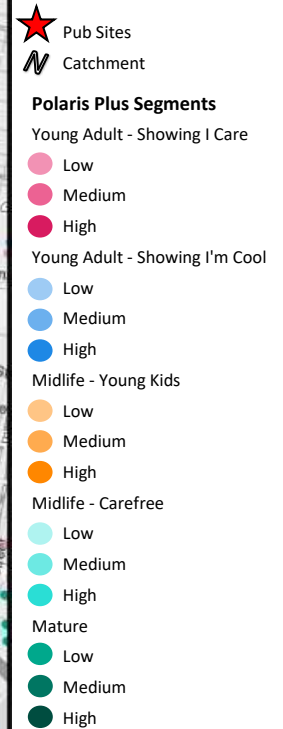 Pub Sites
Catchment
Polaris Plus Segments
Young Adult - Showing I Care
Low
Medium
High
Young Adult - Showing I'm Cool
Low
Medium
High
Midlife - Young Kids
Low
Medium
High
Midlife - Carefree
Low
Medium
High
Mature
Low
Medium
High